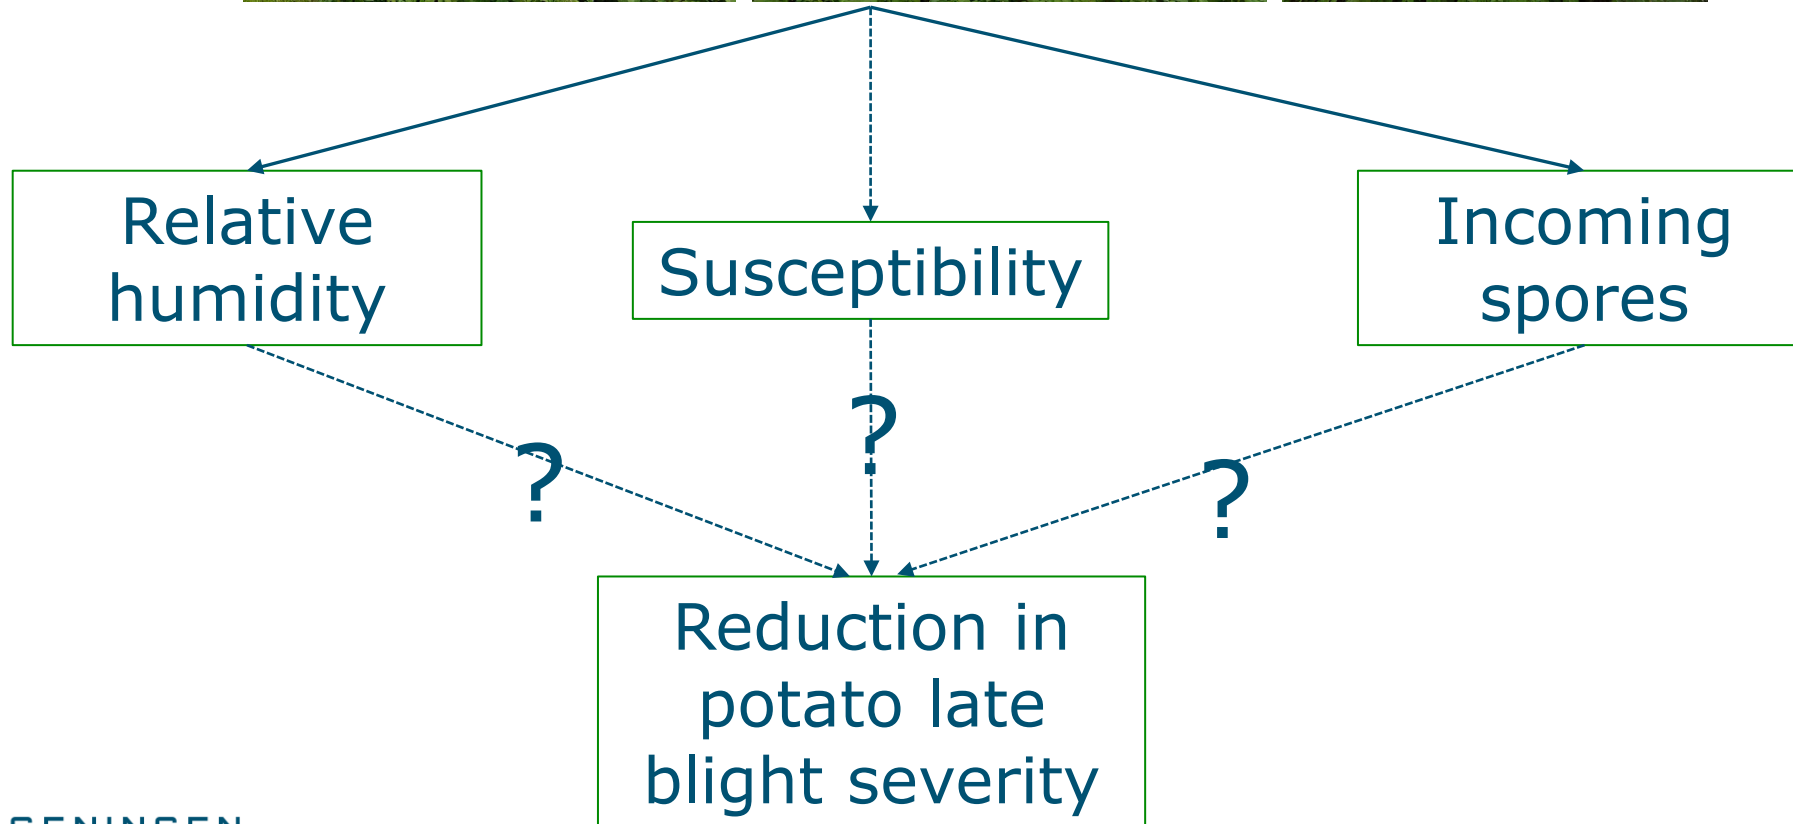 Relative
humidity
Susceptibility
Incoming
spores
?
?
?
Reduction in
potato late
blight severity